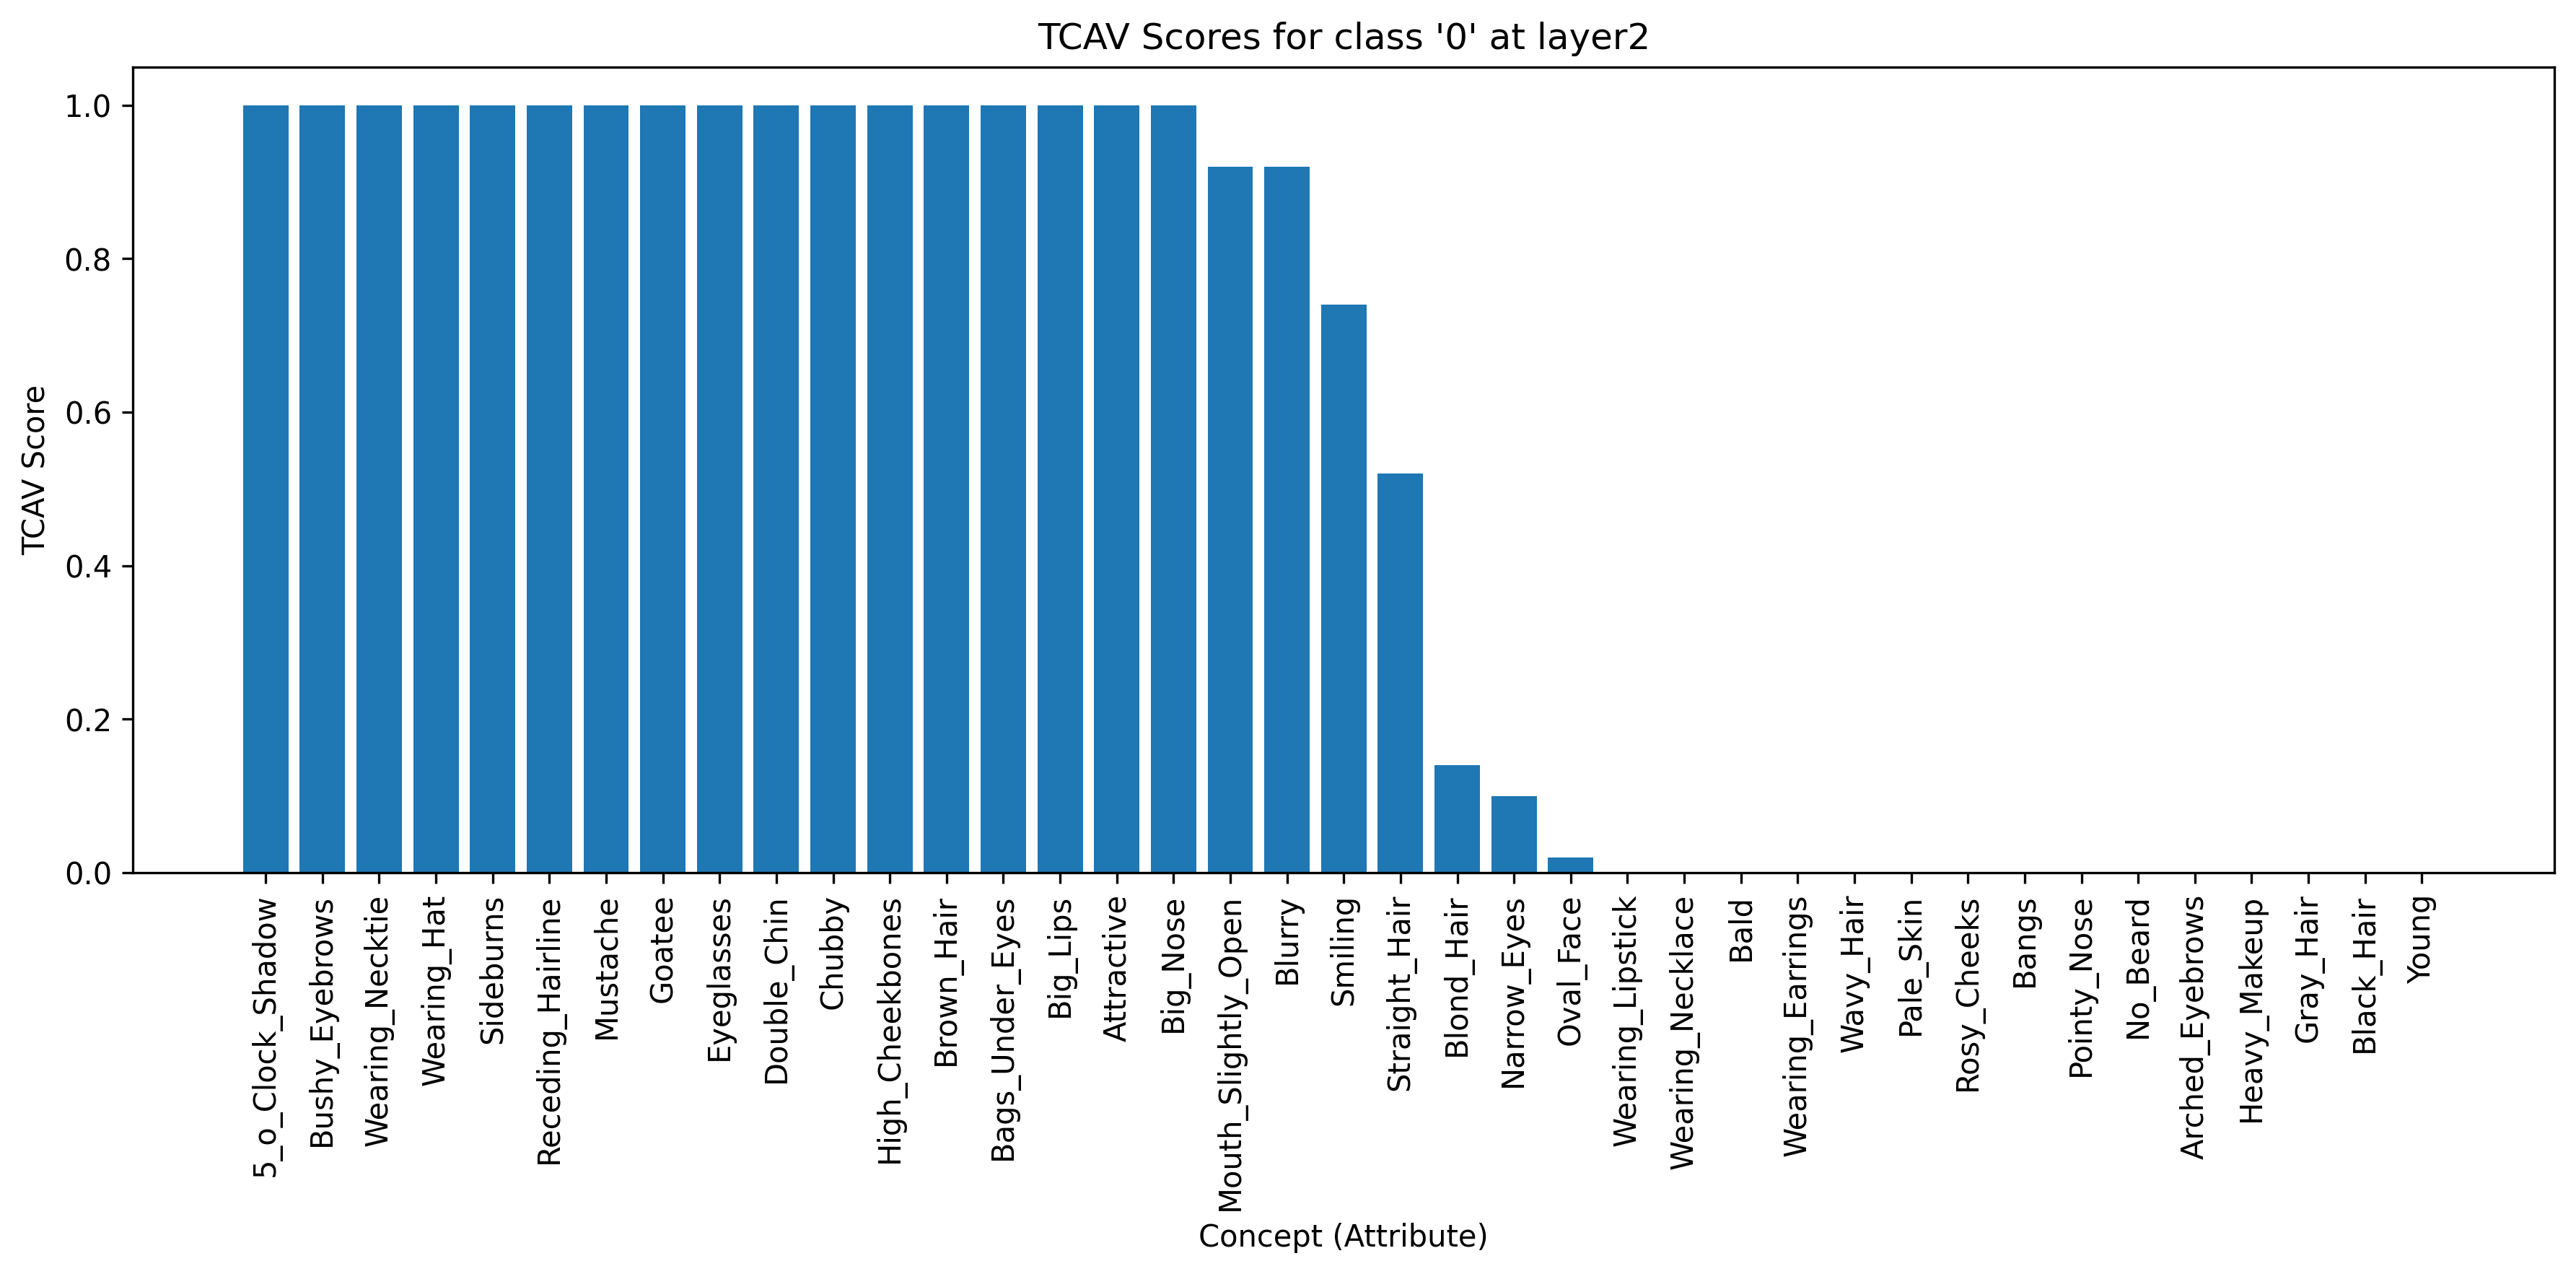 TCAV Scores for class '0' at layer2
TCAV Score
1.0
0.8
0.6
0.4
0.2
0.0
5_o_Clock_Shadow
Bushy_Eyebrows
Wearing_Necktie
Wearing_Hat
Sideburns
Receding_Hairline
Mustache
Goatee
Eyeglasses
Double_Chin
Chubby
High_Cheekbones
Brown_Hair
Bags_Under_Eyes
Big_Lips
Attractive
Big_Nose
Mouth_Slightly_Open
Blurry
Smiling
Straight_Hair
Blond_Hair
Narrow_Eyes
Oval_Face
Wearing_Lipstick
Wearing_Necklace
Bald
Wearing_Earrings
Wavy_Hair
Pale_Skin
Rosy_Cheeks
Bangs
Pointy_Nose
No_Beard
Arched_Eyebrows
Heavy_Makeup
Gray_Hair
Black_Hair
Young
Concept (Attribute)